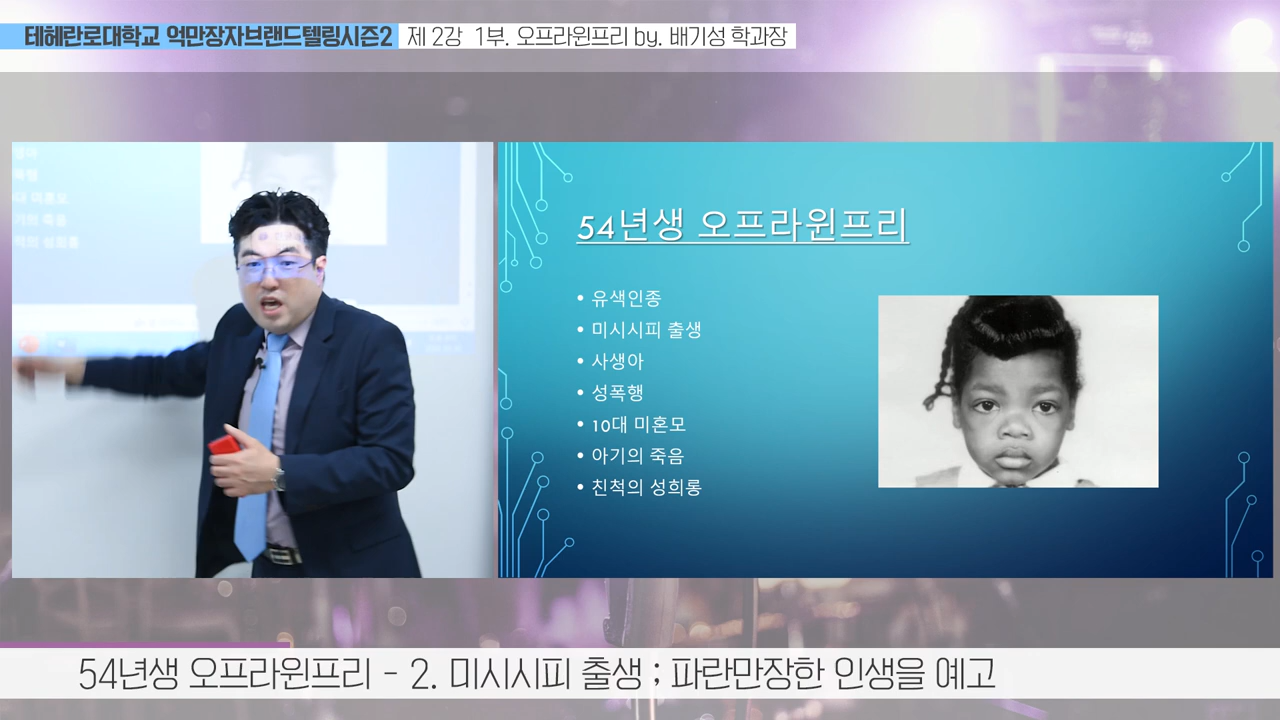 테헤란로대학교 억만장자브랜드텔링시즌2 제 2강 1부. 오프라윈프리 by. 배기성 학과장
54년생 오프라윈프리
• 유색인종
• 미시시피 출생
• 사생아
• 성폭행
• 10대 미혼모
• 아기의 죽음
• 친척의 성희롱
54년생 오프라윈프리 - 2. 미시시피 출생 ; 파란만장한 인생을 예고